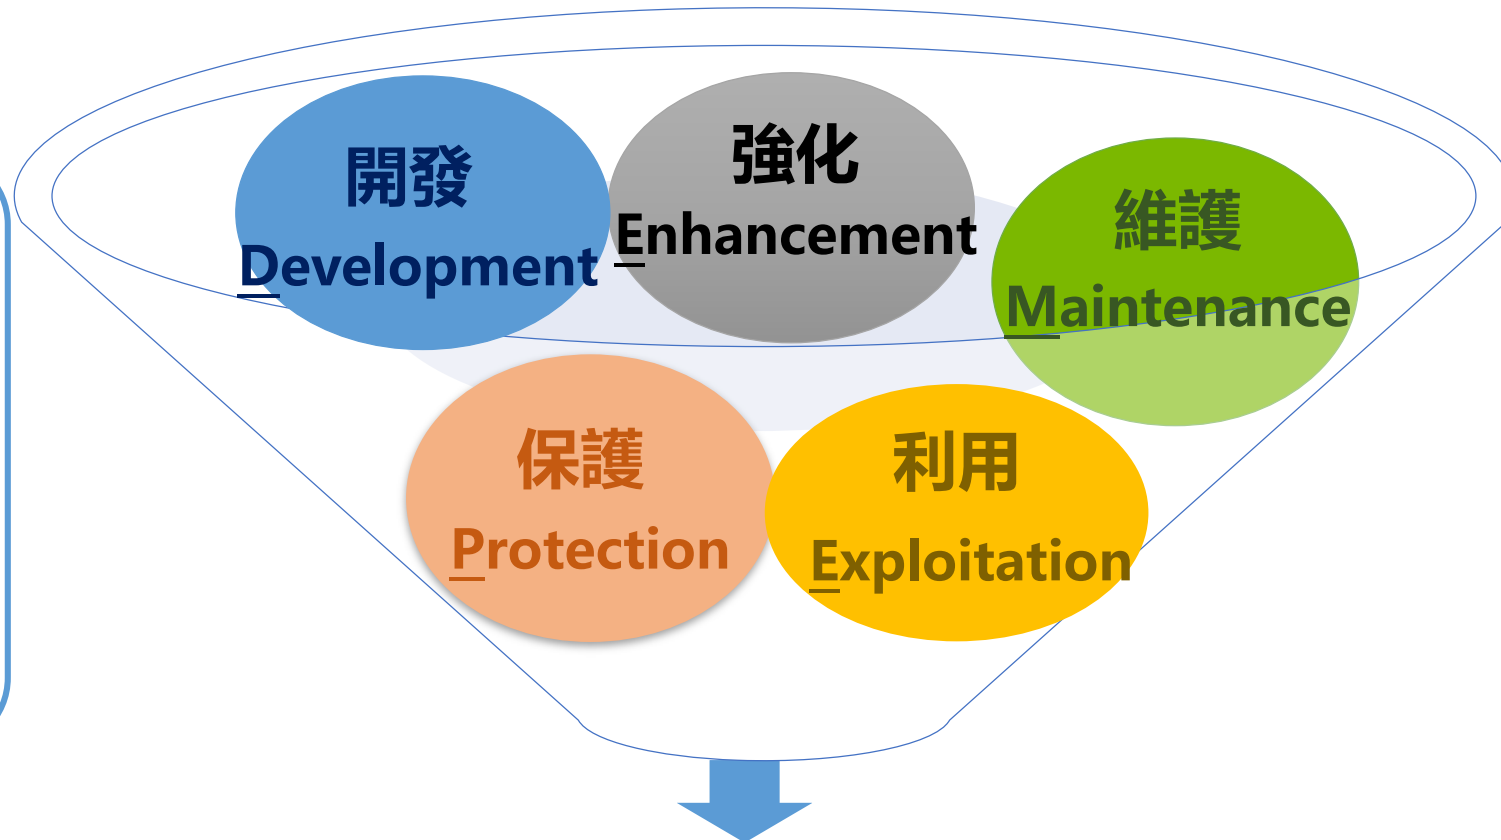 開發
Development
強化
Enhancement
維護
Maintenance
保護
Protection
利用
Exploitation